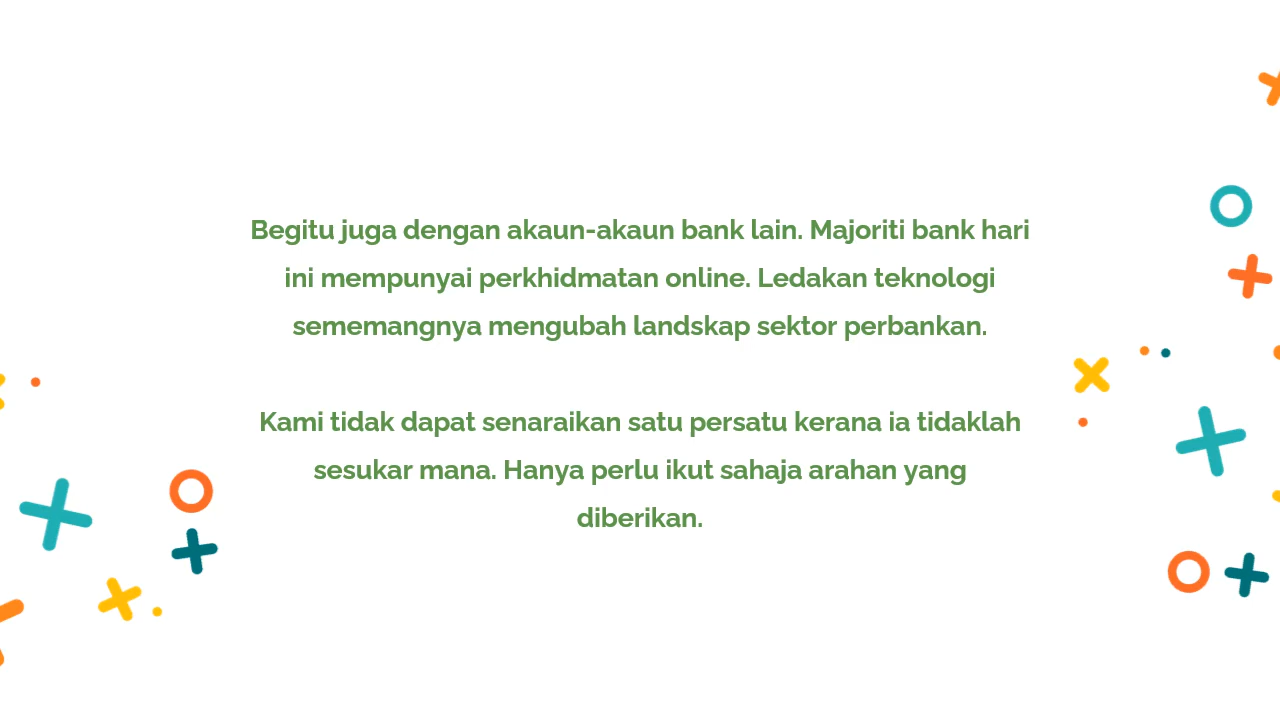 Begitu juga dengan akaun-akaun bank lain. Majoriti bank hari
ini mempunyai perkhidmatan online. Ledakan teknologi
sememangnya mengubah landskap sektor perbankan.
Kami tidak dapat senaraikan satu persatu kerana ia tidaklah
sesukar mana. Hanya perlu ikut sahaja arahan yang
diberikan.